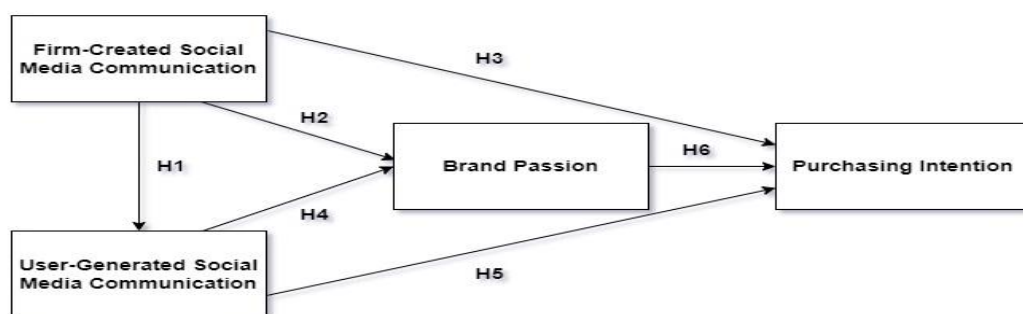 Firm-Created Social
Media Communication
H3
H2
H1
Brand Passion
H6
Purchasing Intention
H4
User-Generated Social
Media Communication
H5